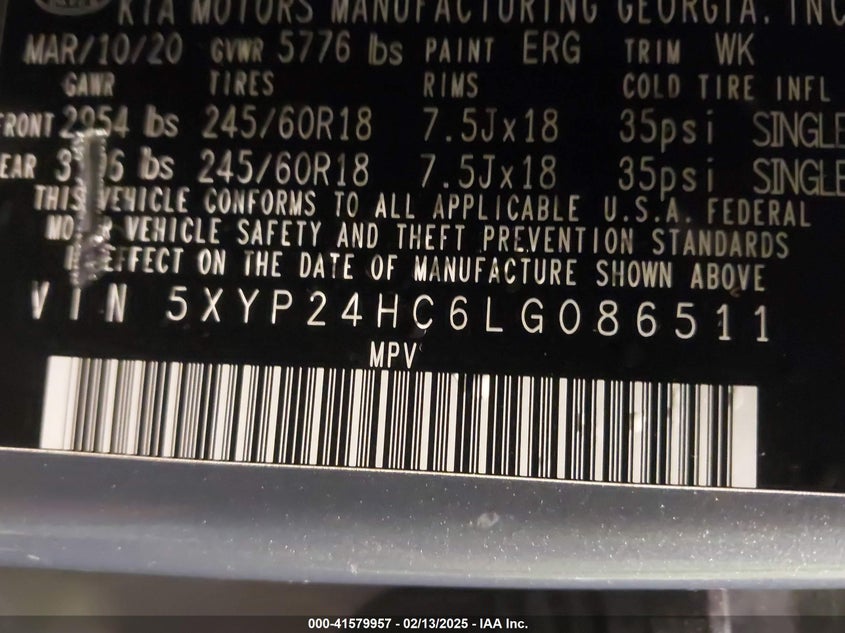 KIA MOTORS MANUFACTURING GEORGIA, INC
MAR/10/20 GVWR 5776 lbs PAINT ERG TRIM WK
GAWR TIRES RIMS COLD TIRE INFL
FRONT 2954 lbs 245/60R18 7.5Jx18 35psi SINGLE
EAR lbs 245/60R18 7.5Jx18 35psi SINGLE
THIS VEHICLE CONFORMS TO ALL APPLICABLE U.S.A. FEDERAL
VEHICLE SAFETY AND THEFT PREVENTION STANDARDS
EFFECT ON THE DATE OF MANUFACTURE SHOWN ABOVE
VIN 5XYP24HC6LG086511
MPV
000-41579957 - 02/13/2025 - IAA Inc.